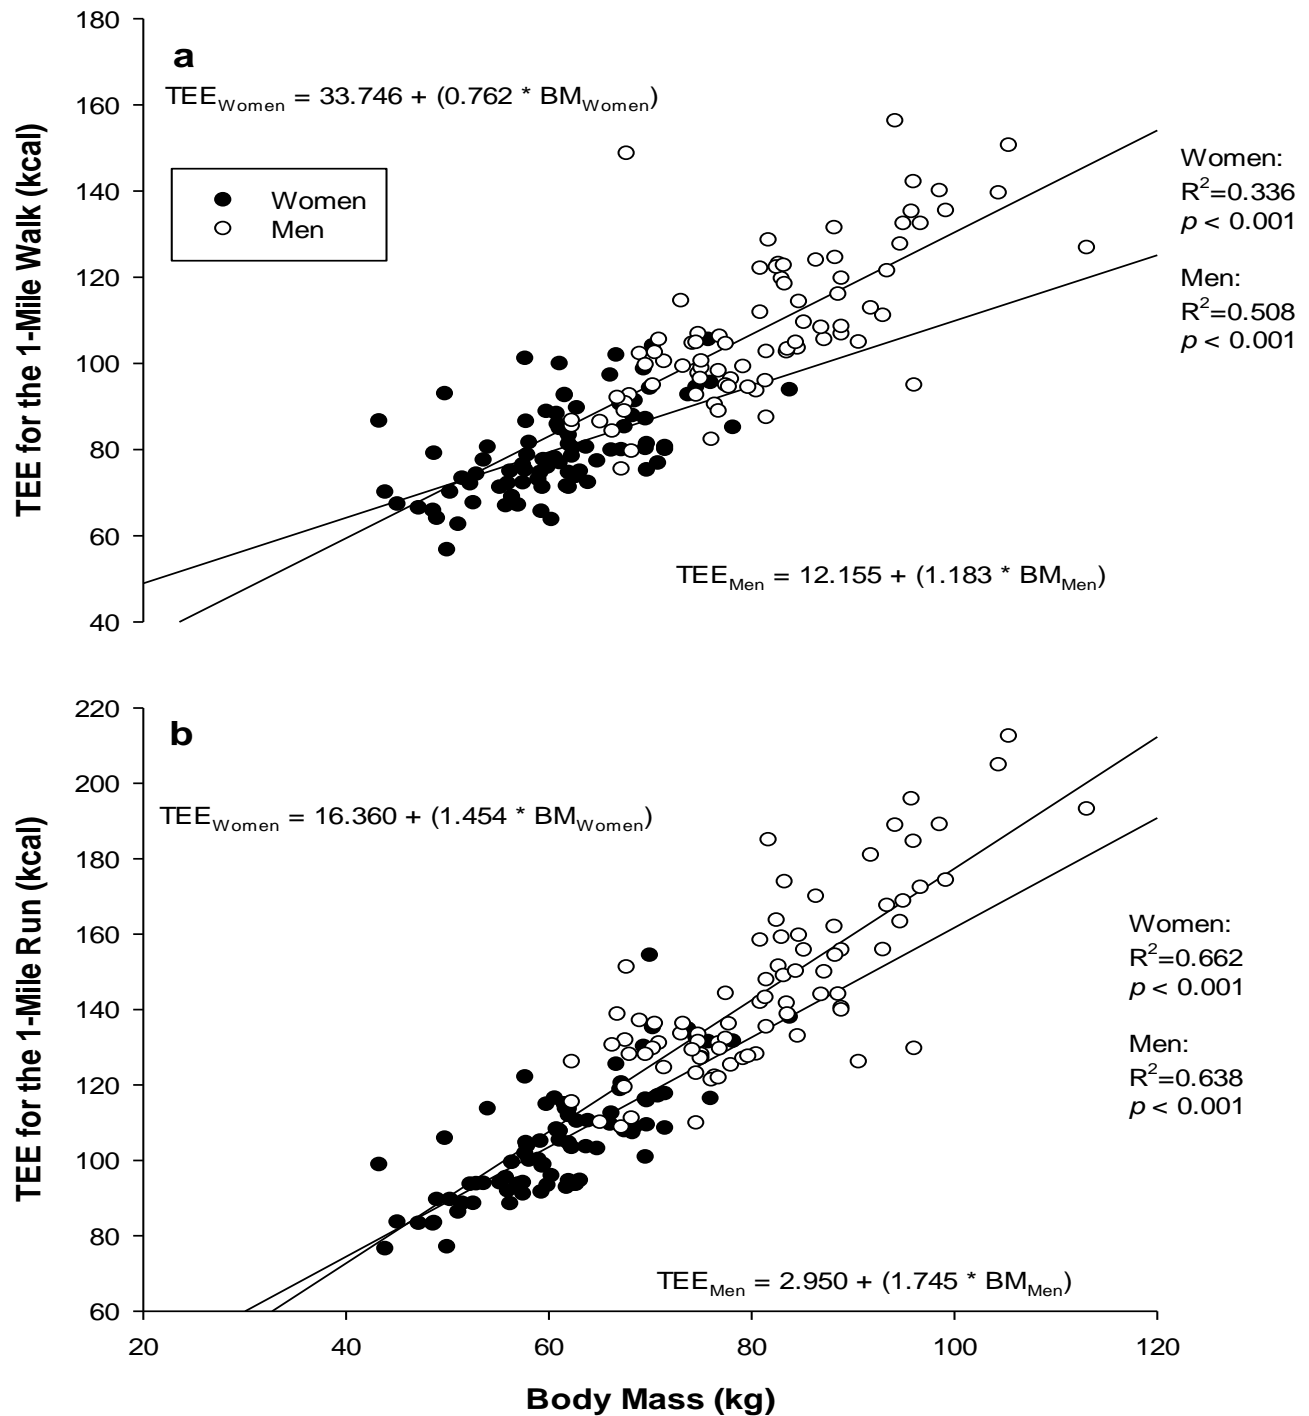 180
a
TEE_Women = 33.746 + (0.762 * BM_Women)
160
Women:
R²=0.336
p < 0.001
140
Women
Men
120
Men:
R²=0.508
p < 0.001
100
80
60
TEE_Men = 12.155 + (1.183 * BM_Men)
40
TEE for the 1-Mile Walk (kcal)
220
b
200
TEE_Women = 16.360 + (1.454 * BM_Women)
180
160
Women:
R²=0.662
p < 0.001
140
Men:
R²=0.638
p < 0.001
120
100
80
TEE_Men = 2.950 + (1.745 * BM_Men)
60
TEE for the 1-Mile Run (kcal)
20 40 60 80 100 120
Body Mass (kg)